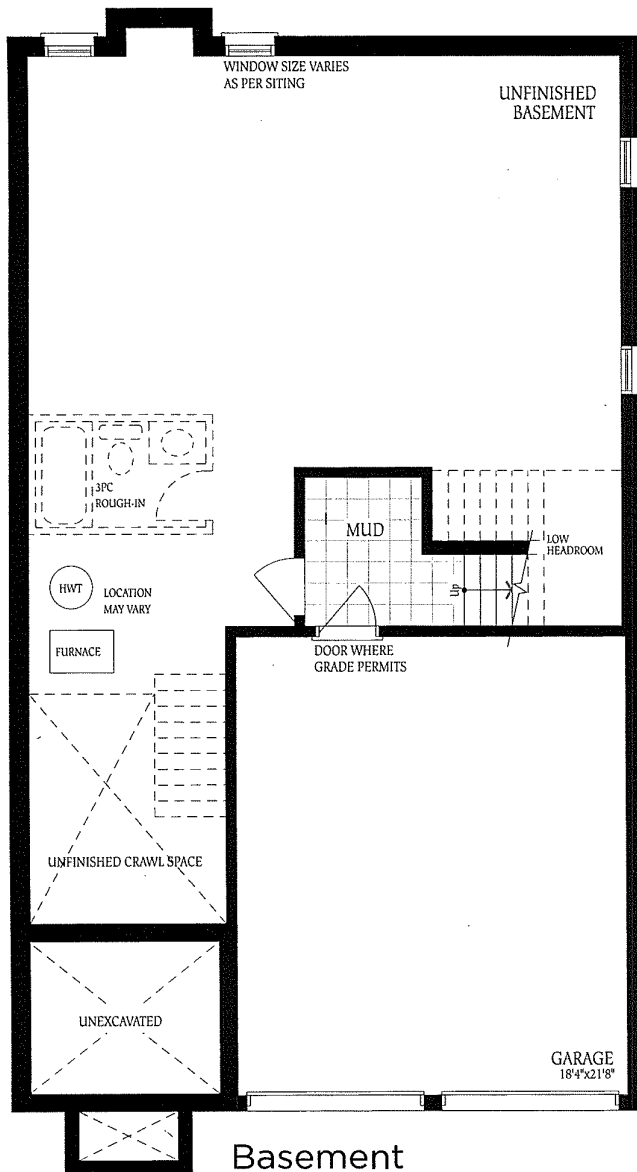 WINDOW SIZE VARIES
AS PER SITING
UNFINISHED
BASEMENT
3PC
ROUGH-IN
MUD
LOW
HEADROOM
UP
HWT
LOCATION
MAY VARY
FURNACE
DOOR WHERE
GRADE PERMITS
UNFINISHED CRAWL SPACE
UNEXCAVATED
GARAGE
18'4"x21'8"
Basement